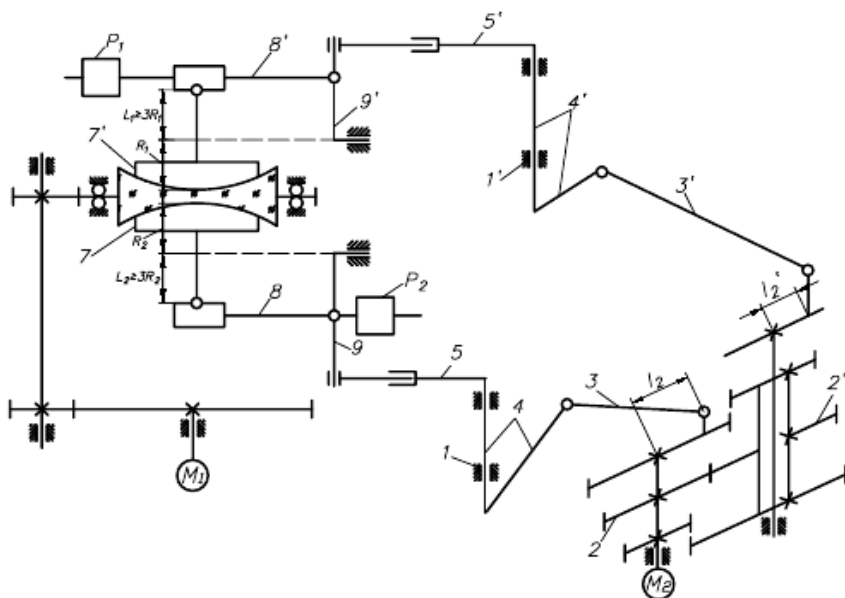 P₁
8'
5'
L₁≥3R₁
9'
4'
7'
R₁
1'
3'
7
R₂
L₂≥3R₂
8
P₂
l₂'
9
5
3
l₂
4
2'
1
2
M₁
M₂